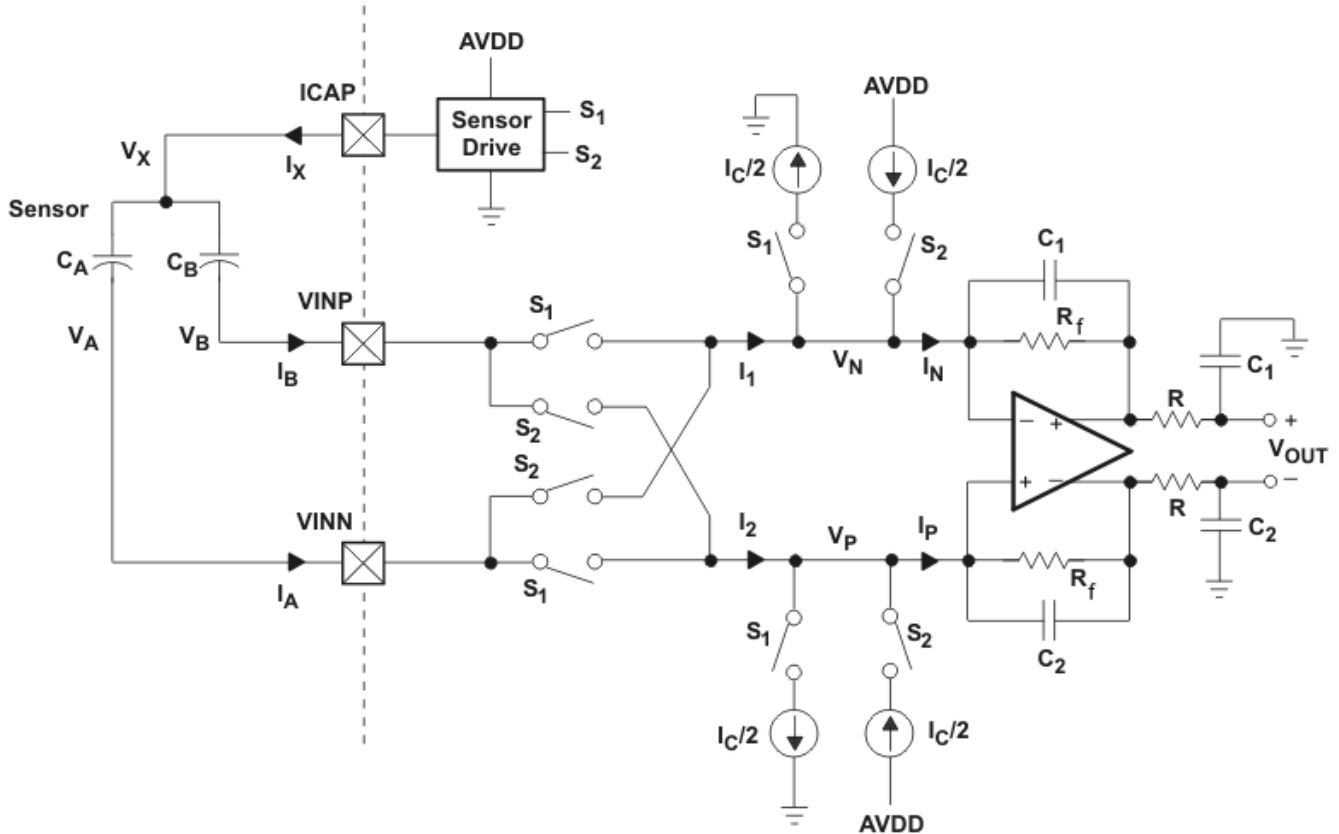 AVDD
ICAP
Sensor
Drive
S1
S2
AVDD
VX
IX
IC/2
IC/2
Sensor
CA
CB
S1
S2
C1
VINP
S1
Rf
C1
VA
VB
IB
I1
VN
IN
R
S2
S2
− +
+ −
+
VOUT
−
VINN
I2
VP
IP
R
C2
IA
S1
Rf
S1
S2
C2
IC/2
IC/2
AVDD